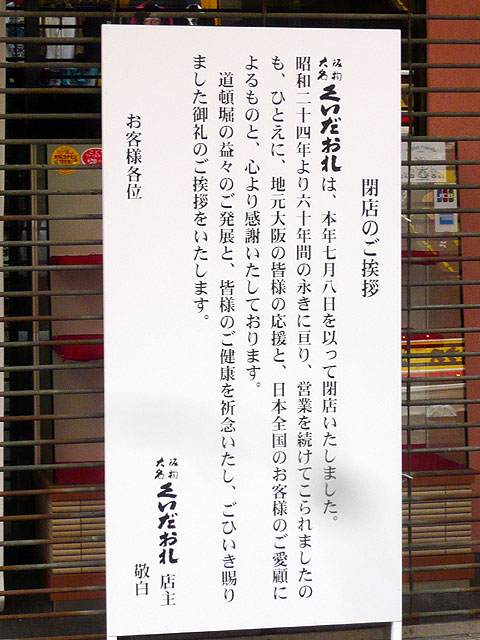 閉店のご挨拶
大阪名物くいだおれは、本年七月八日を以って閉店いたしました。
昭和二十四年より六十年間の永きに亘り、営業を続けてこられましたの
も、ひとえに、地元大阪の皆様の応援と、日本全国のお客様のご愛顧に
よるものと、心より感謝いたしております。
道頓堀の益々のご発展と、皆様のご健康を祈念いたし、ごひいき賜り
ました御礼のご挨拶をいたします。
お客様各位
大阪名物くいだおれ 店主
敬白